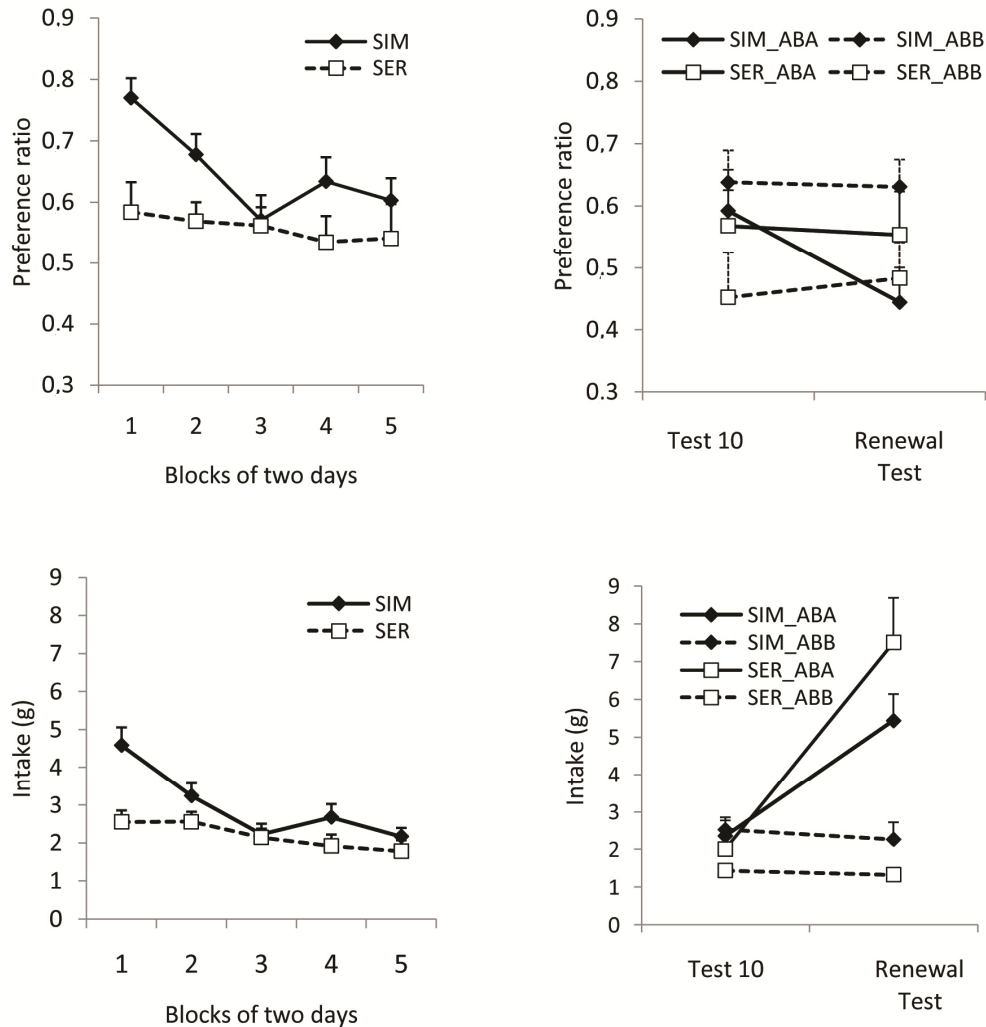 0.9
0.8
0.7
0.6
0.5
0.4
0.3
Preference ratio
SIM
SER
1 2 3 4 5
Blocks of two days
0.9
0.8
0.7
0.6
0.5
0.4
0.3
Preference ratio
SIM_ABA SIM_ABB
SER_ABA SER_ABB
Test 10 Renewal
Test
9
8
7
6
5
4
3
2
1
0
Intake (g)
SIM
SER
1 2 3 4 5
Blocks of two days
9
8
7
6
5
4
3
2
1
0
Intake (g)
SIM_ABA
SIM_ABB
SER_ABA
SER_ABB
Test 10 Renewal
Test